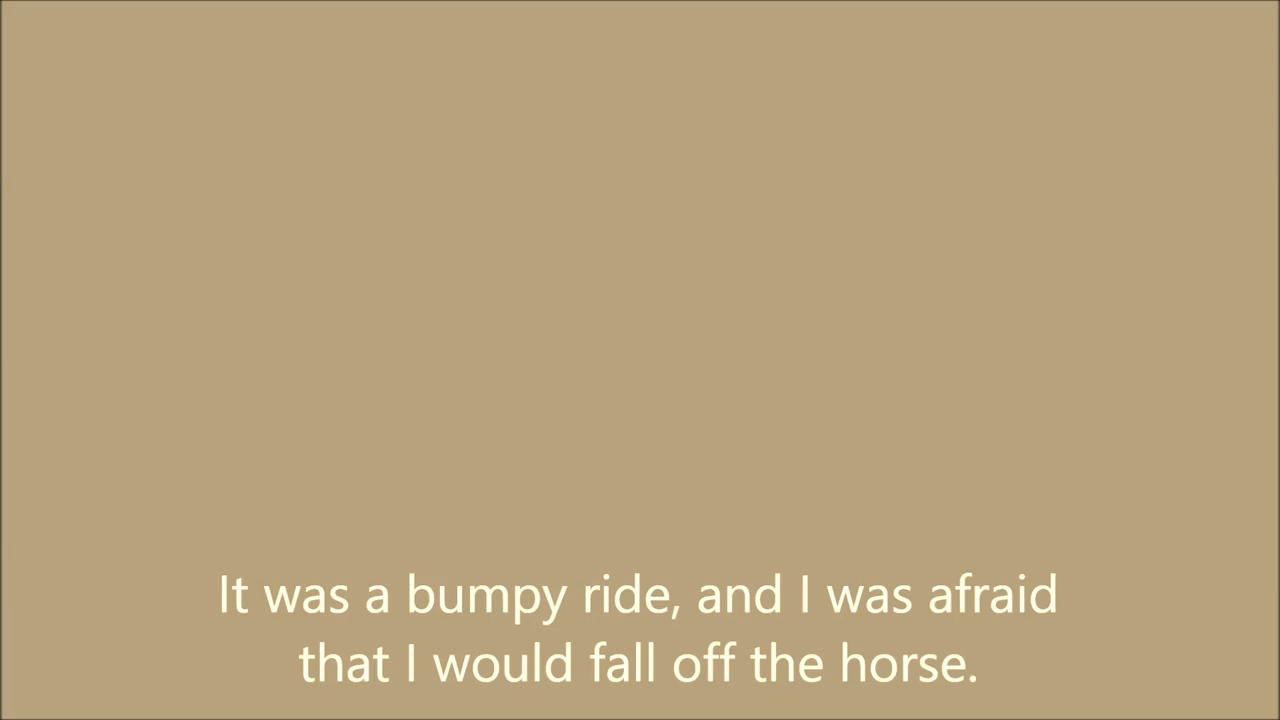 It was a bumpy ride, and I was afraid
that I would fall off the horse.